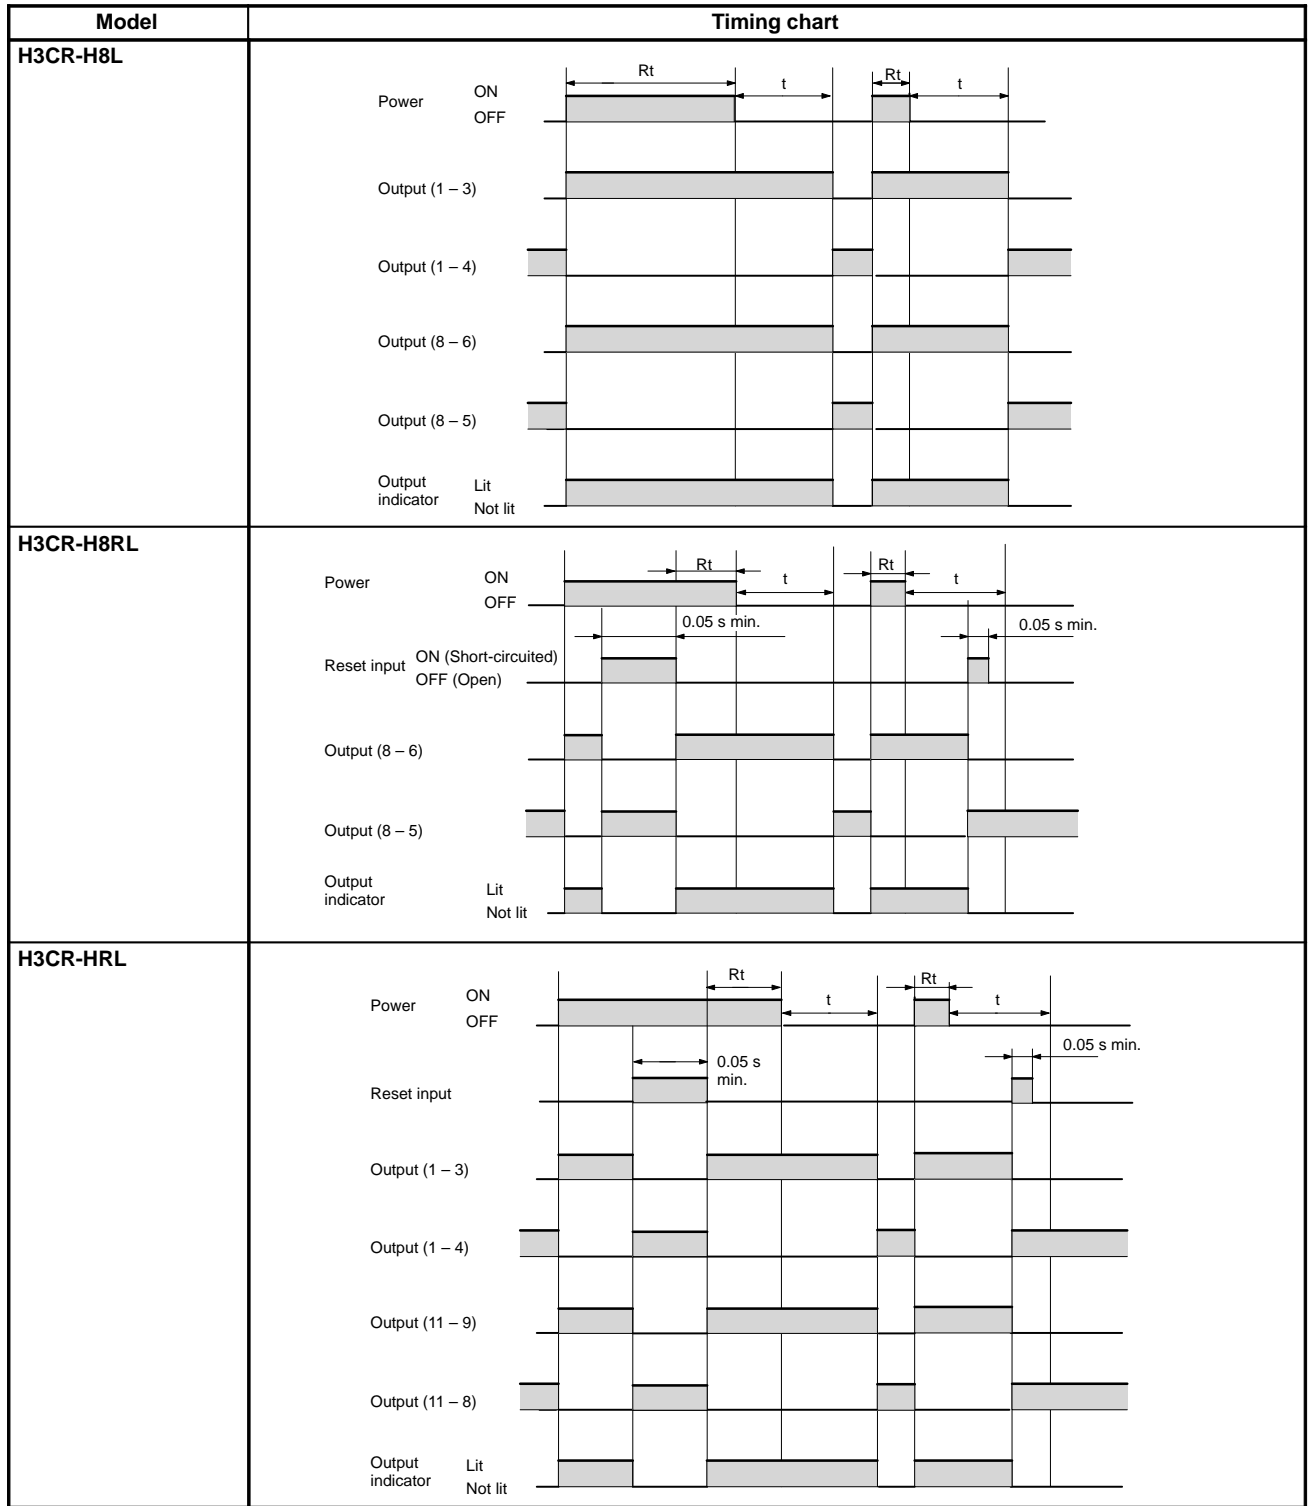 Model Timing chart
H3CR-H8L
Rt t Rt t
Power ON
OFF
Output (1 – 3)
Output (1 – 4)
Output (8 – 6)
Output (8 – 5)
Output
indicator
Lit
Not lit
H3CR-H8RL
Rt t Rt t
Power ON
OFF
0.05 s min. 0.05 s min.
Reset input ON (Short-circuited)
OFF (Open)
Output (8 – 6)
Output (8 – 5)
Output
indicator
Lit
Not lit
H3CR-HRL
Rt t Rt t
Power ON
OFF
0.05 s
min.
0.05 s min.
Reset input
Output (1 – 3)
Output (1 – 4)
Output (11 – 9)
Output (11 – 8)
Output
indicator
Lit
Not lit